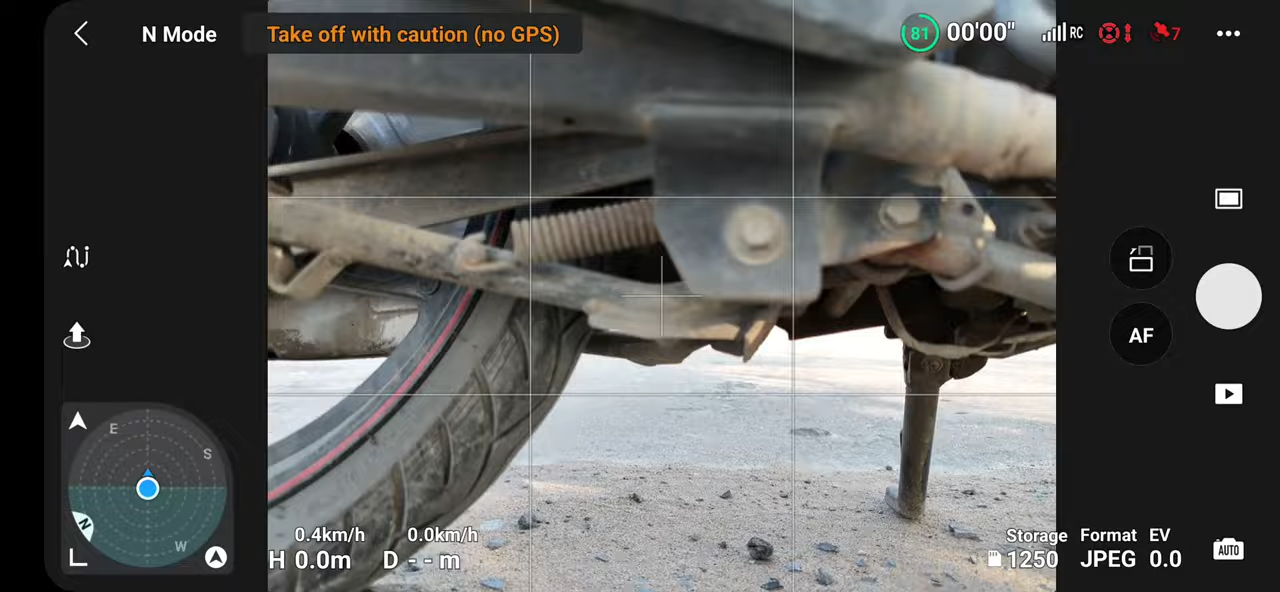 N Mode
Take off with caution (no GPS)
81
00'00"
RC
7
AF
E
S
N
W
0.4km/h
0.0km/h
H 0.0m
D - - m
Storage
1250
Format
JPEG
EV
0.0
AUTO